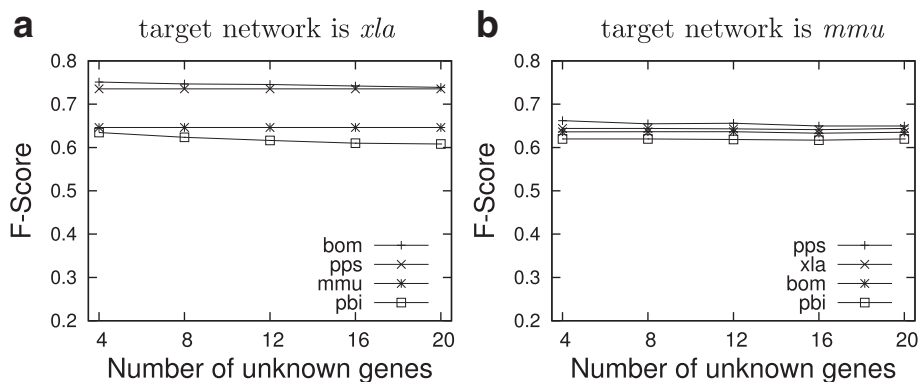 a target network is xla
0.8
0.7
0.6
0.5
0.4
0.3
0.2
F-Score
bom
pps
mmu
pbi
4 8 12 16 20
Number of unknown genes
b target network is mmu
0.8
0.7
0.6
0.5
0.4
0.3
0.2
F-Score
pps
xla
bom
pbi
4 8 12 16 20
Number of unknown genes